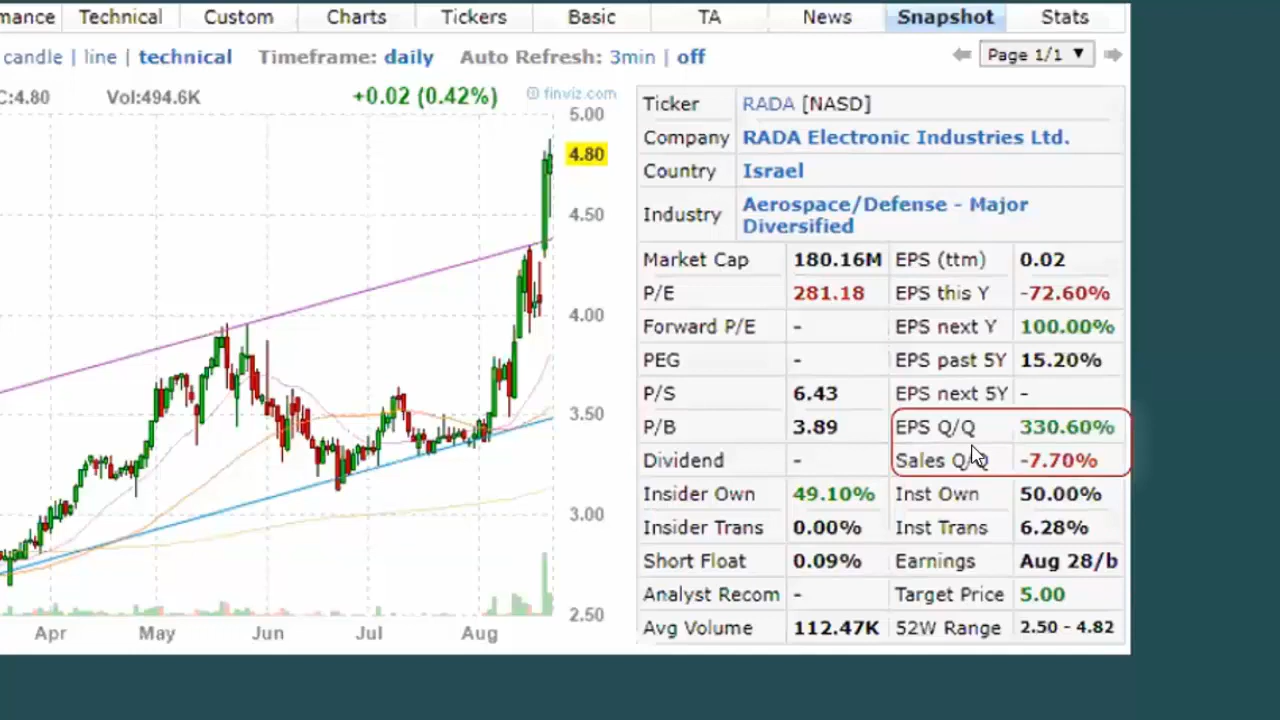 mance Technical Custom Charts Tickers Basic TA News Snapshot Stats
candle | line | technical Timeframe: daily Auto Refresh: 3min | off Page 1/1
C:4.80 Vol:494.6K +0.02 (0.42%) finviz.com
5.00
4.80
4.50
4.00
3.50
3.00
2.50
Apr May Jun Jul Aug
Ticker RADA [NASD]
Company RADA Electronic Industries Ltd.
Country Israel
Industry Aerospace/Defense - Major
Diversified
Market Cap 180.16M EPS (ttm) 0.02
P/E 281.18 EPS this Y -72.60%
Forward P/E - EPS next Y 100.00%
PEG - EPS past 5Y 15.20%
P/S 6.43 EPS next 5Y -
P/B 3.89 EPS Q/Q 330.60%
Dividend - Sales Q/Q -7.70%
Insider Own 49.10% Inst Own 50.00%
Insider Trans 0.00% Inst Trans 6.28%
Short Float 0.09% Earnings Aug 28/b
Analyst Recom - Target Price 5.00
Avg Volume 112.47K 52W Range 2.50 - 4.82